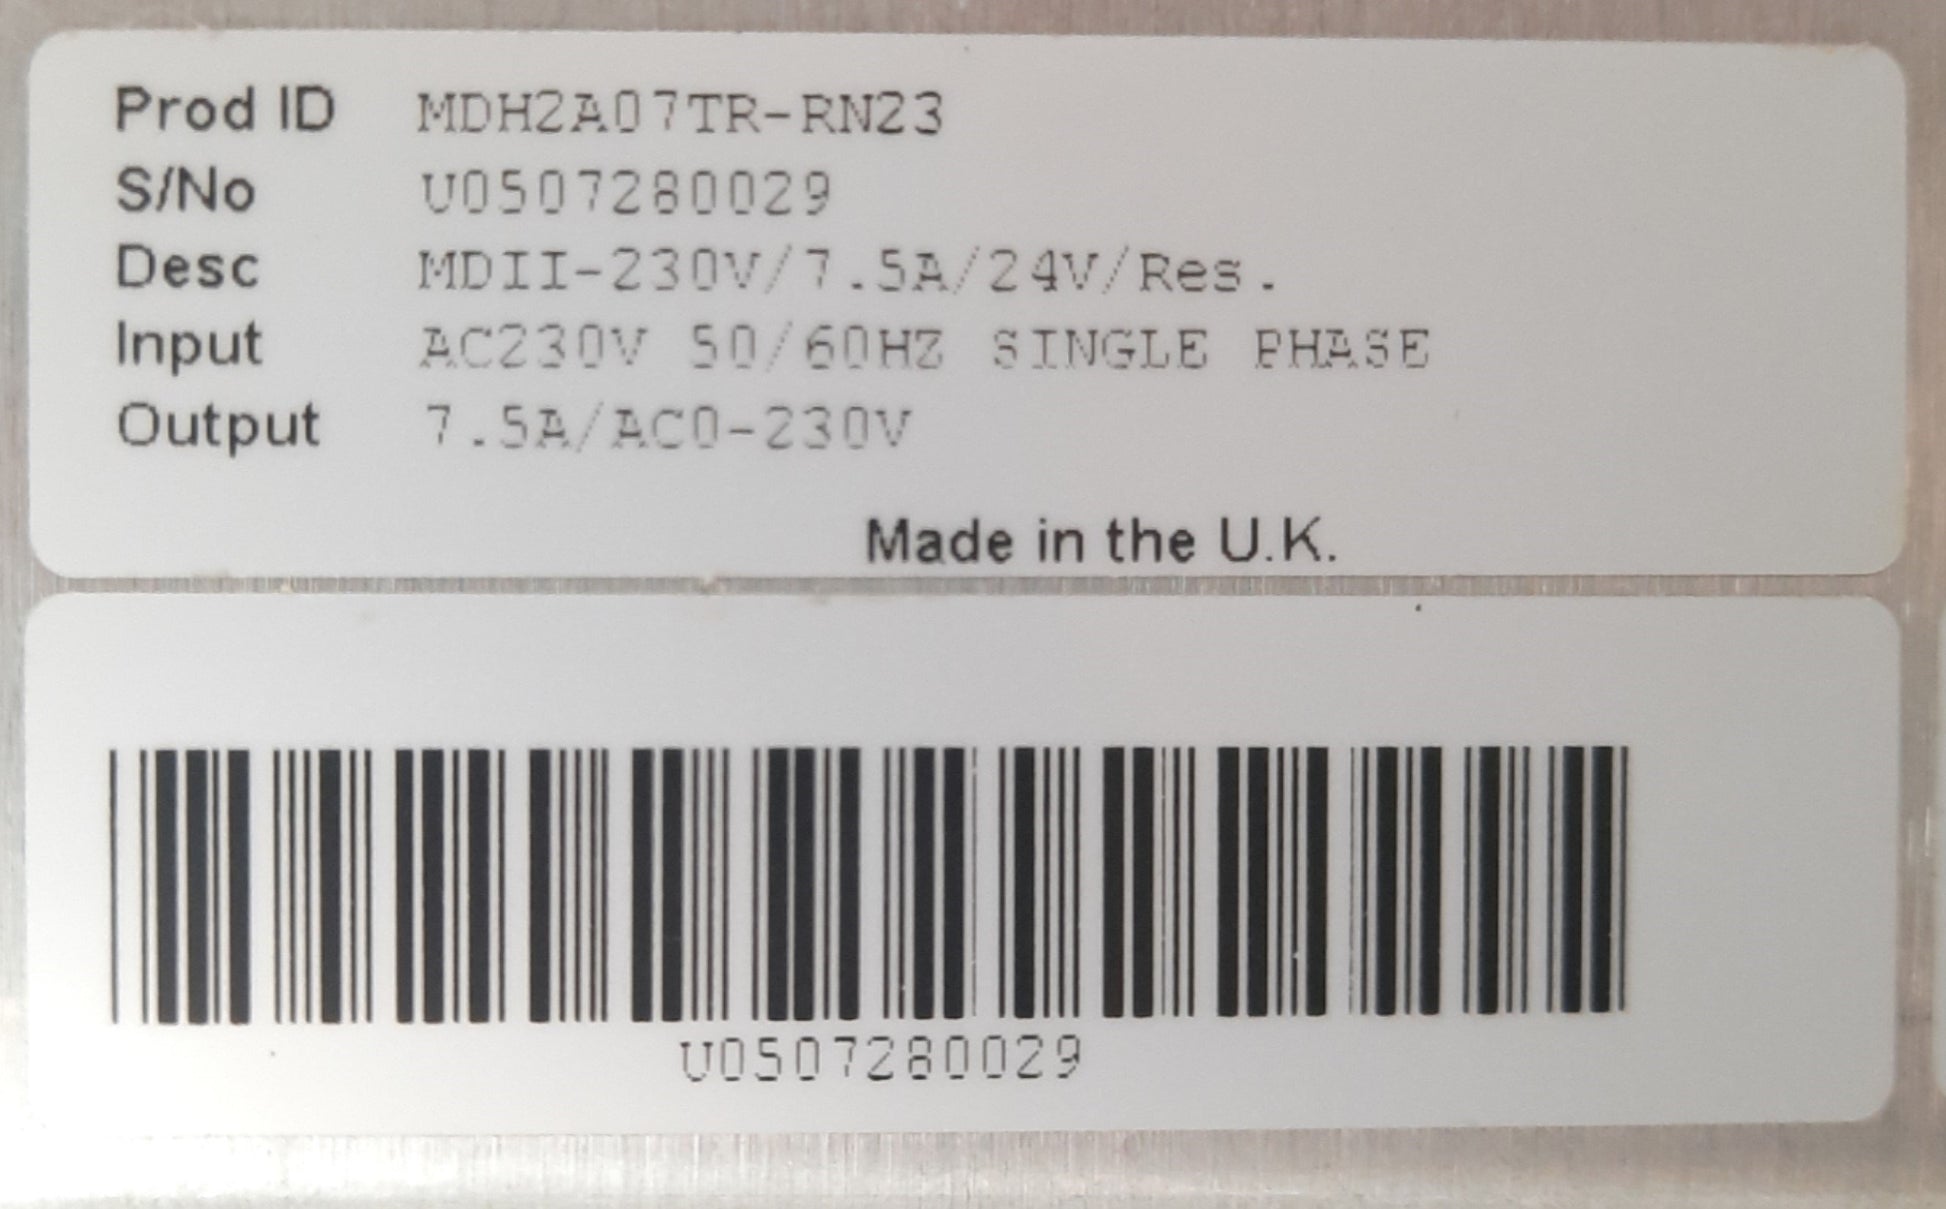 Prod ID MDH2A07TR-RN23
S/No U0507280029
Desc MDII-230V/7.5A/24V/Res.
Input AC230V 50/60HZ SINGLE PHASE
Output 7.5A/AC0-230V
Made in the U.K.
U0507280029